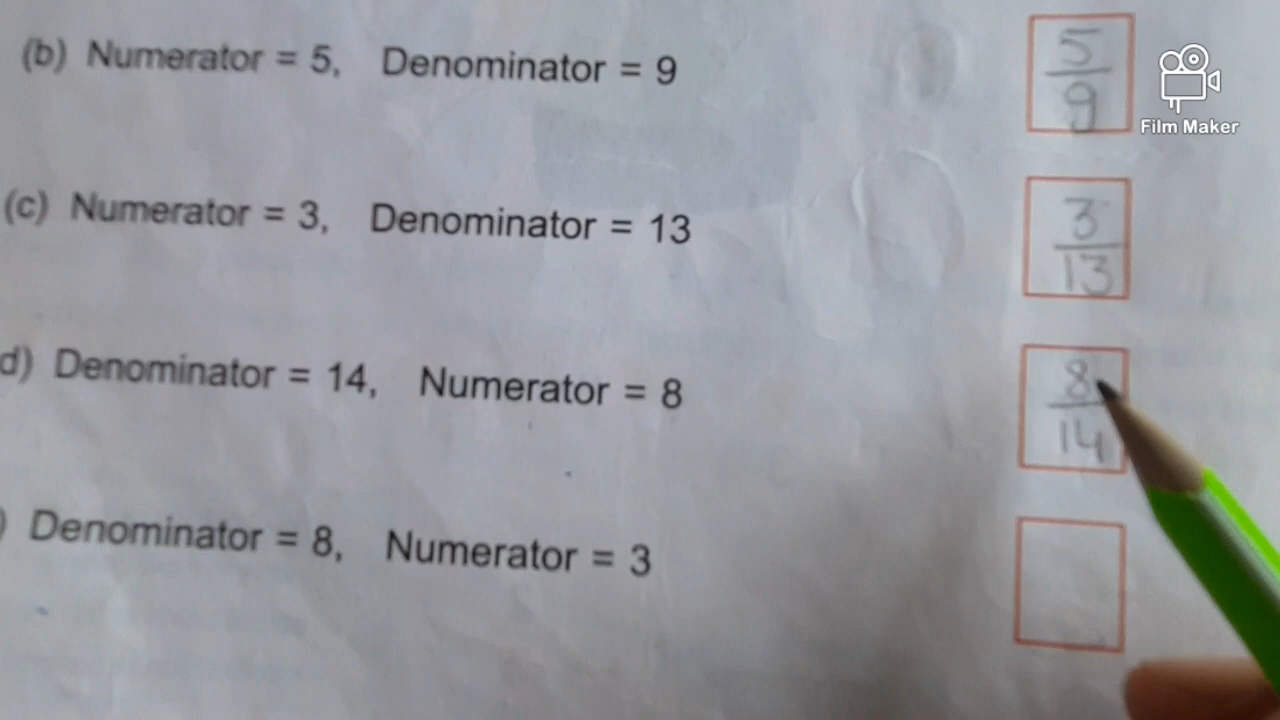 (b) Numerator = 5, Denominator = 9
5
9
Film Maker
(c) Numerator = 3, Denominator = 13
3
13
d) Denominator = 14, Numerator = 8
8
14
) Denominator = 8, Numerator = 3